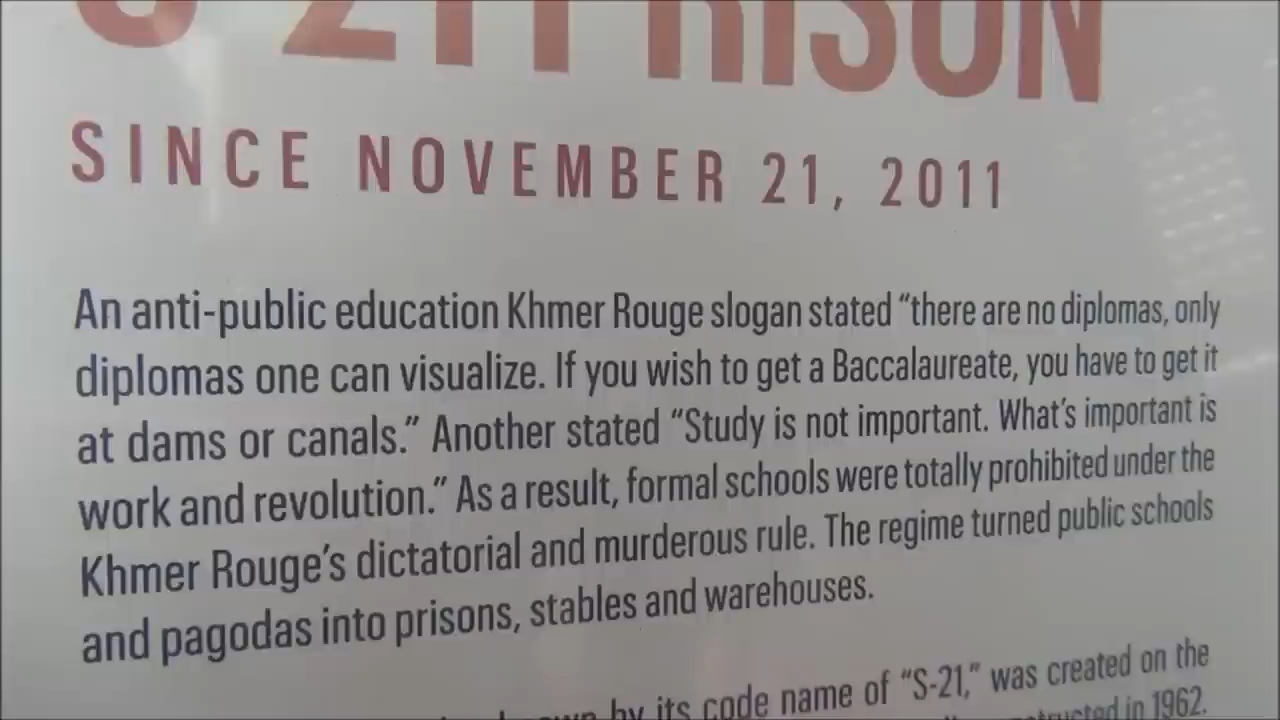 S-21 PRISON
SINCE NOVEMBER 21, 2011
An anti-public education Khmer Rouge slogan stated “there are no diplomas, only
diplomas one can visualize. If you wish to get a Baccalaureate, you have to get it
at dams or canals.” Another stated “Study is not important. What’s important is
work and revolution.” As a result, formal schools were totally prohibited under the
Khmer Rouge’s dictatorial and murderous rule. The regime turned public schools
and pagodas into prisons, stables and warehouses.
by its code name of “S-21,” was created on the
in 1962.